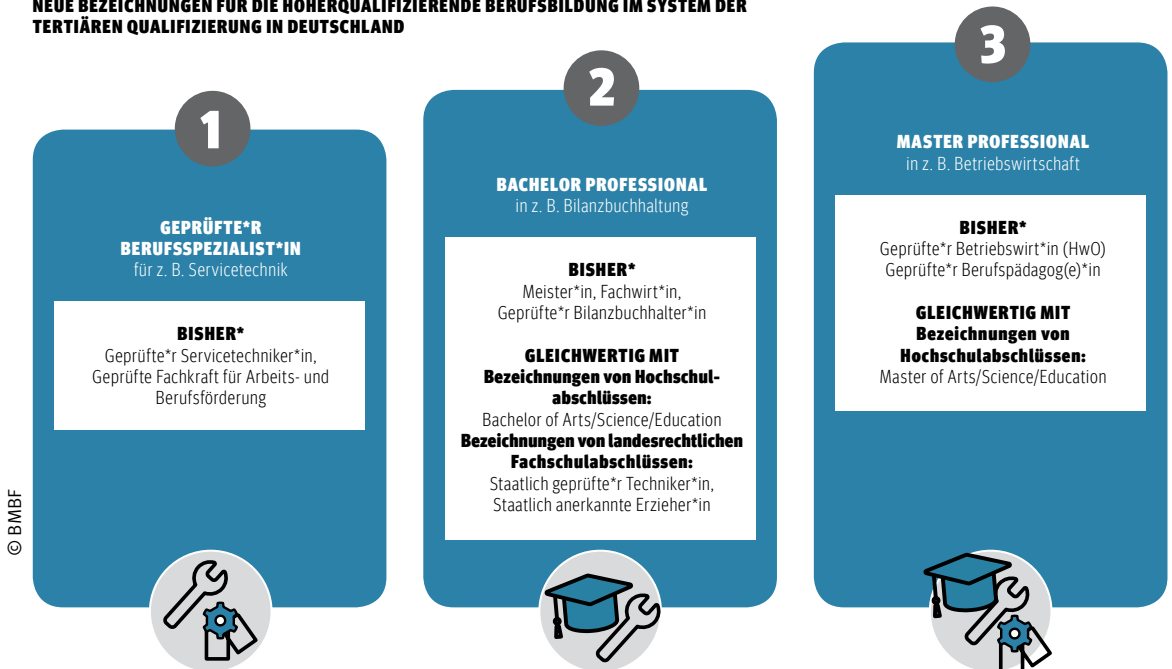 NEUE BEZEICHNUNGEN FÜR DIE HÖHERQUALIFIZIERENDE BERUFSBILDUNG IM SYSTEM DER
TERTIÄREN QUALIFIZIERUNG IN DEUTSCHLAND
1
GEPRÜFTE*R
BERUFSSPEZIALIST*IN
für z. B. Servicetechnik
BISHER*
Geprüfte*r Servicetechniker*in,
Geprüfte Fachkraft für Arbeits- und
Berufsförderung
2
BACHELOR PROFESSIONAL
in z. B. Bilanzbuchhaltung
BISHER*
Meister*in, Fachwirt*in,
Geprüfte*r Bilanzbuchhalter*in
GLEICHWERTIG MIT
Bezeichnungen von Hochschul-
abschlüssen:
Bachelor of Arts/Science/Education
Bezeichnungen von landesrechtlichen
Fachschulabschlüssen:
Staatlich geprüfte*r Techniker*in,
Staatlich anerkannte Erzieher*in
3
MASTER PROFESSIONAL
in z. B. Betriebswirtschaft
BISHER*
Geprüfte*r Betriebswirt*in (HwO)
Geprüfte*r Berufspädagog(e)*in
GLEICHWERTIG MIT
Bezeichnungen von
Hochschulabschlüssen:
Master of Arts/Science/Education
© BMBF